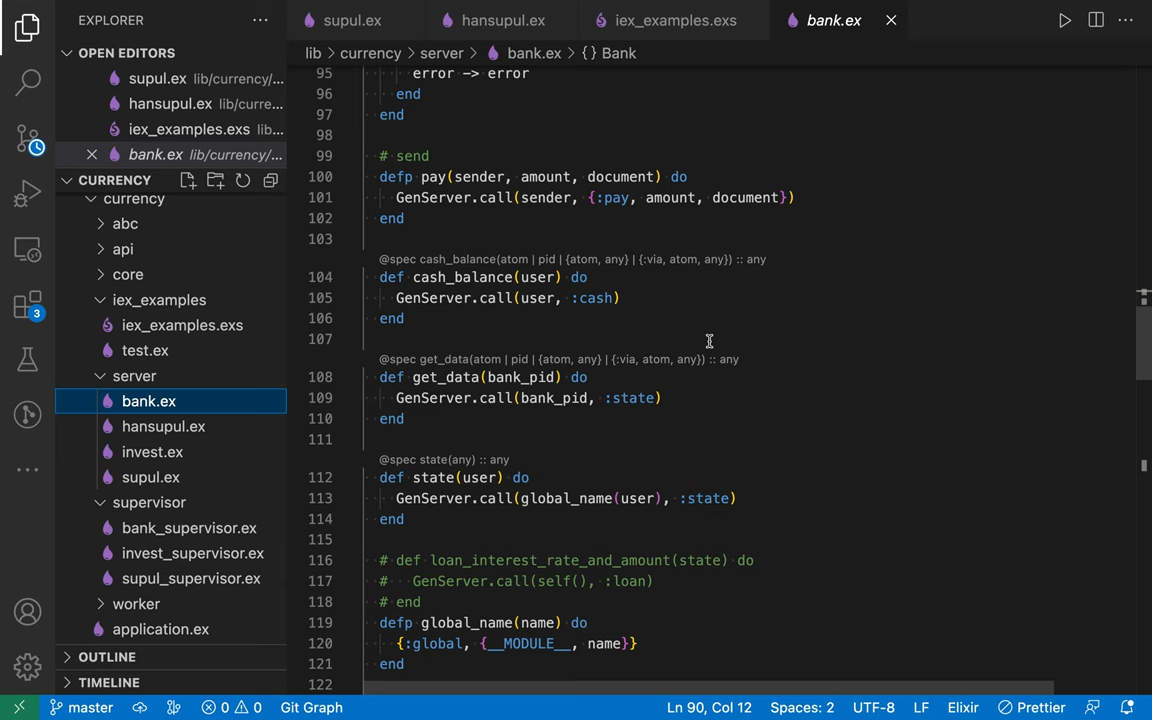 EXPLORER
OPEN EDITORS
supul.ex lib/currency/...
hansupul.ex lib/curre...
iex_examples.exs lib...
bank.ex lib/currency/...
CURRENCY
currency
abc
api
core
iex_examples
iex_examples.exs
test.ex
server
bank.ex
hansupul.ex
invest.ex
supul.ex
supervisor
bank_supervisor.ex
invest_supervisor.ex
supul_supervisor.ex
worker
application.ex
OUTLINE
TIMELINE
3
supul.ex hansupul.ex iex_examples.exs bank.ex
lib > currency > server > bank.ex > {} Bank
95 error -> error
96 end
97 end
98
99 # send
100 defp pay(sender, amount, document) do
101 GenServer.call(sender, {:pay, amount, document})
102 end
103
@spec cash_balance(atom | pid | {atom, any} | {:via, atom, any}) :: any
104 def cash_balance(user) do
105 GenServer.call(user, :cash)
106 end
107
@spec get_data(atom | pid | {atom, any} | {:via, atom, any}) :: any
108 def get_data(bank_pid) do
109 GenServer.call(bank_pid, :state)
110 end
111
@spec state(any) :: any
112 def state(user) do
113 GenServer.call(global_name(user), :state)
114 end
115
116 # def loan_interest_rate_and_amount(state) do
117 # GenServer.call(self(), :loan)
118 # end
119 defp global_name(name) do
120 {:global, {__MODULE__, name}}
121 end
122
master 0 0 Git Graph Ln 90, Col 12 Spaces: 2 UTF-8 LF Elixir Prettier